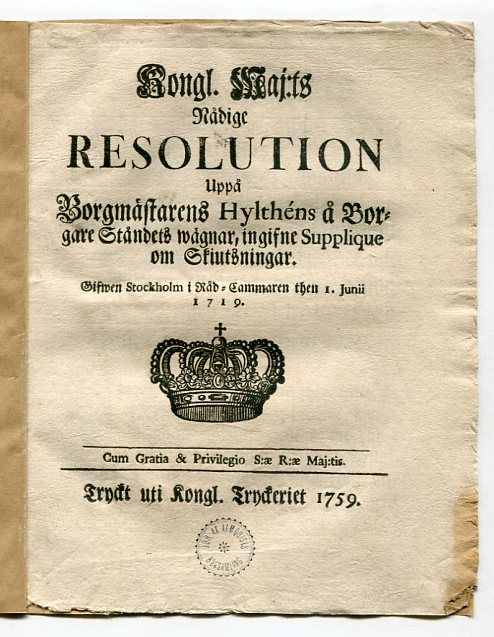 Kongl. Maj:ts
Nådige
RESOLUTION
Uppå
Borgmästarens Hylthéns å Bor-
gare Ståndets wägnar, ingifne Supplique
om Skiutsningar.
Gifwen Stockholm i Råd-Cammaren then 1. Junii
1719.
Cum Gratia & Privilegio S:æ R:æ Maj:tis.
Tryckt uti Kongl. Tryckeriet 1759.